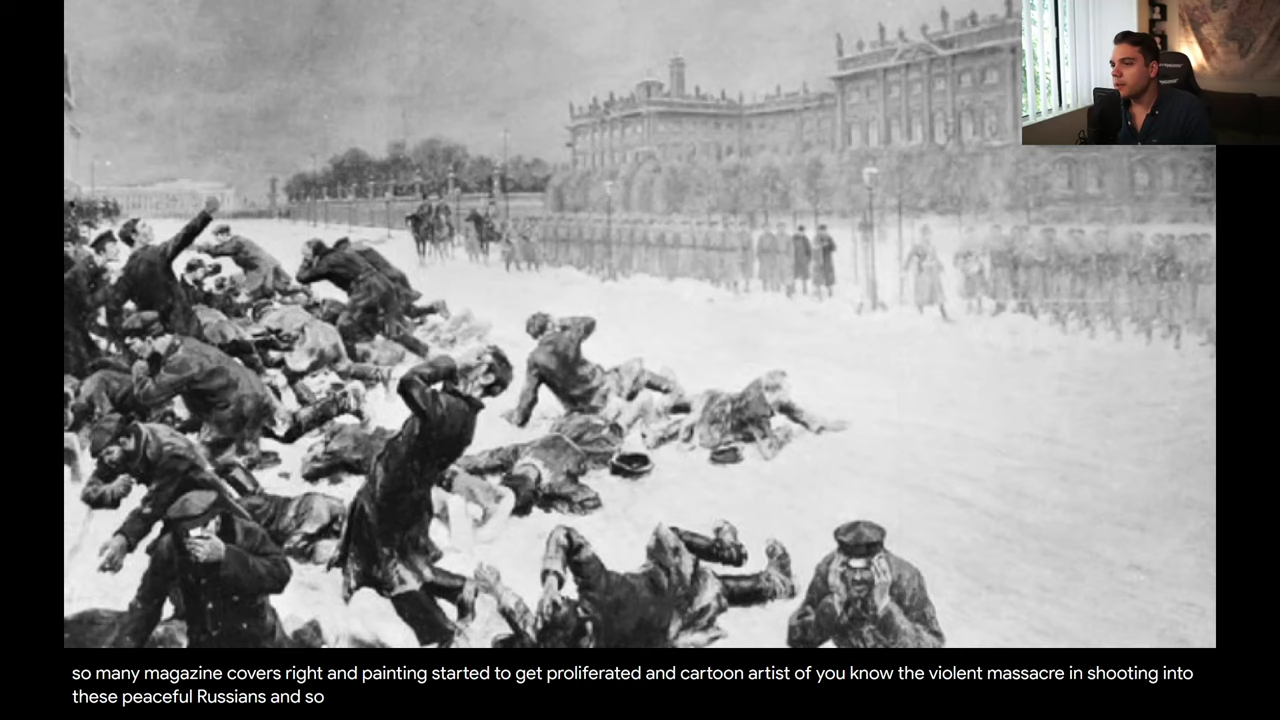 so many magazine covers right and painting started to get proliferated and cartoon artist of you know the violent massacre in shooting into
these peaceful Russians and so